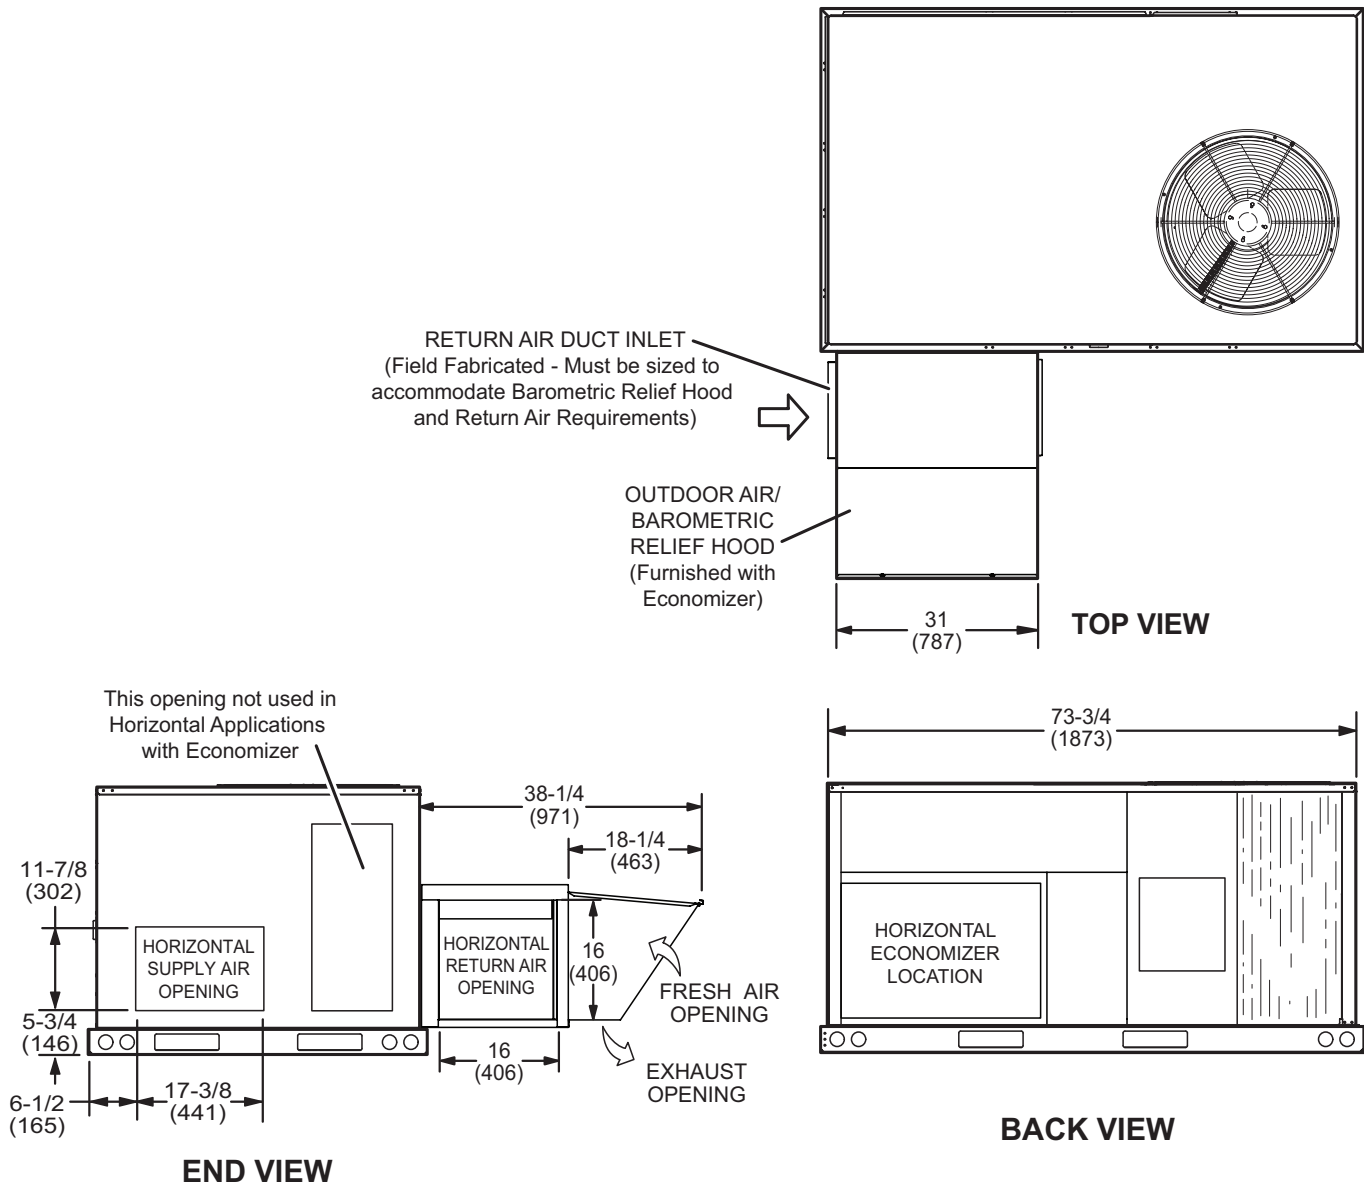 RETURN AIR DUCT INLET
(Field Fabricated - Must be sized to
accommodate Barometric Relief Hood
and Return Air Requirements)
OUTDOOR AIR/
BAROMETRIC
RELIEF HOOD
(Furnished with
Economizer)
31
(787)
TOP VIEW
This opening not used in
Horizontal Applications
with Economizer
38-1/4
(971)
18-1/4
(463)
11-7/8
(302)
HORIZONTAL
SUPPLY AIR
OPENING
HORIZONTAL
RETURN AIR
OPENING
16
(406)
FRESH AIR
OPENING
5-3/4
(146)
16
(406)
EXHAUST
OPENING
6-1/2
(165)
17-3/8
(441)
END VIEW
73-3/4
(1873)
HORIZONTAL
ECONOMIZER
LOCATION
BACK VIEW